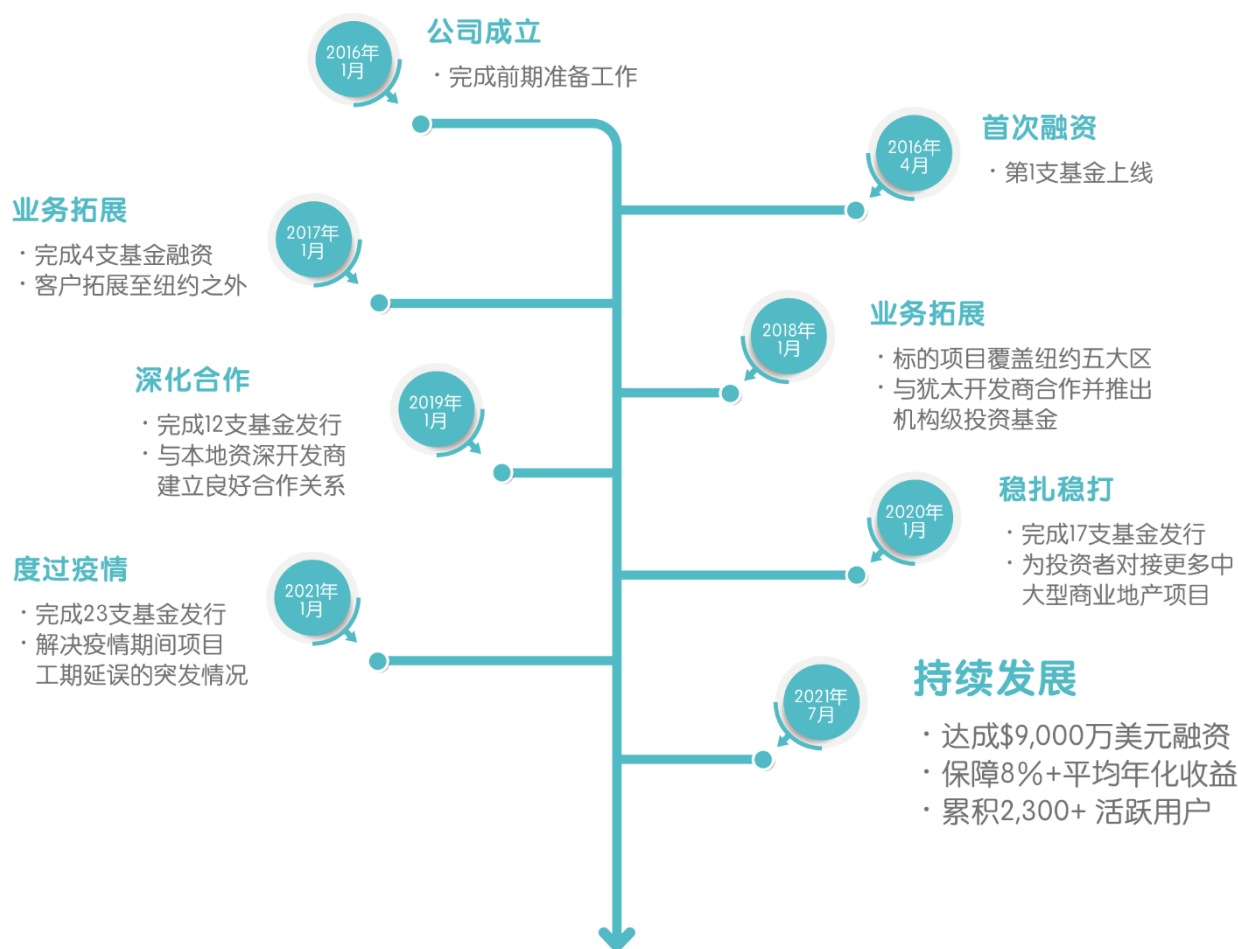 2016年
1月
公司成立
· 完成前期准备工作
2016年
4月
首次融资
· 第1支基金上线
2017年
1月
业务拓展
· 完成4支基金融资
· 客户拓展至纽约之外
2018年
1月
业务拓展
· 标的项目覆盖纽约五大区
· 与犹太开发商合作并推出
机构级投资基金
2019年
1月
深化合作
· 完成12支基金发行
· 与本地资深开发商
建立良好合作关系
2020年
1月
稳扎稳打
· 完成17支基金发行
· 为投资者对接更多中
大型商业地产项目
2021年
1月
度过疫情
· 完成23支基金发行
· 解决疫情期间项目
工期延误的突发情况
2021年
7月
持续发展
· 达成$9,000万美元融资
· 保障8%+平均年化收益
· 累积2,300+ 活跃用户